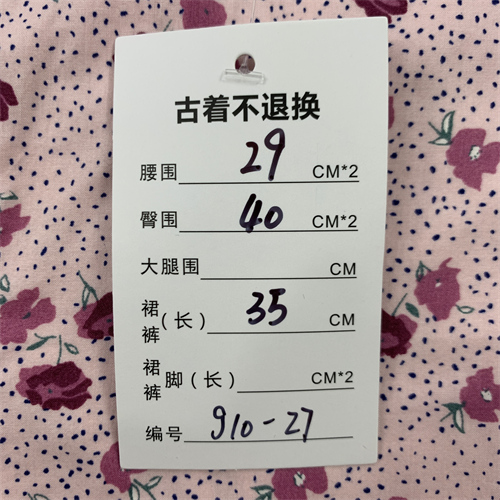 古着不退换
腰围 29 CM*2
臀围 40 CM*2
大腿围 CM
裙裤(长) 35 CM
裙裤脚(长) CM*2
编号 910-27